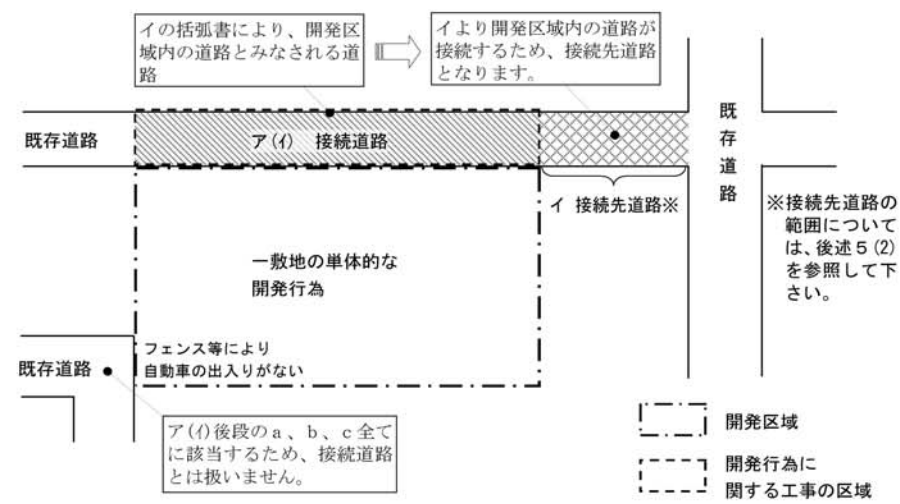 イの括弧書により、開発区
域内の道路とみなされる道
路
イより開発区域内の道路が
接続するため、接続先道路
となります。
既存道路
ア(ｲ) 接続道路
既存道路
イ 接続先道路※
※接続先道路の
範囲について
は、後述５(2)
を参照して下
さい。
一敷地の単体的な
開発行為
フェンス等により
自動車の出入りがない
既存道路
ア(ｲ)後段のａ、ｂ、ｃ全て
に該当するため、接続道路
とは扱いません。
開発区域
開発行為に
関する工事の区域